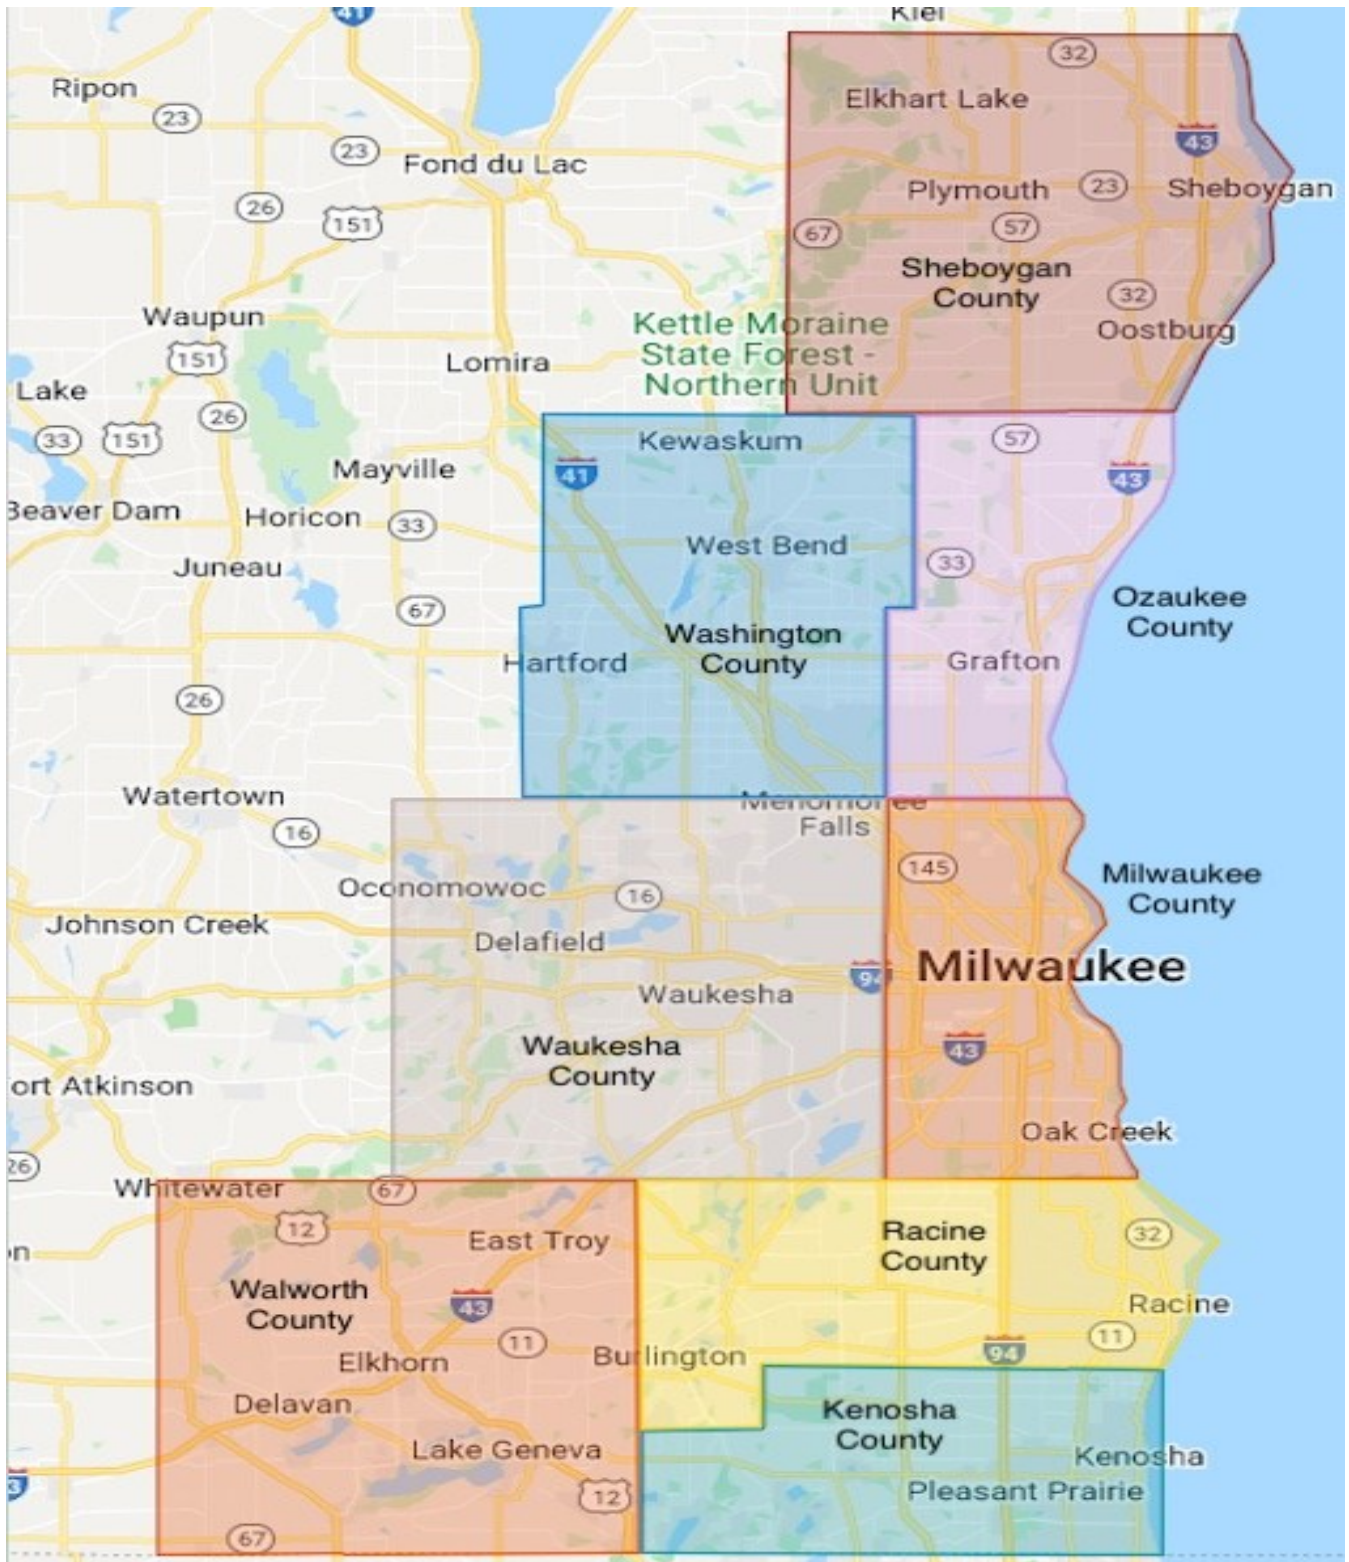 41
Kiel
32
Ripon
Elkhart Lake
23
43
23
Fond du Lac
Plymouth
23
Sheboygan
26
151
67
57
Sheboygan
County
32
Waupun
Kettle Moraine
State Forest -
Northern Unit
Oostburg
151
Lomira
Lake
26
33
151
Kewaskum
57
Mayville
41
43
Beaver Dam
Horicon
33
West Bend
33
Juneau
67
Ozaukee
County
Washington
County
Hartford
Grafton
26
Watertown
Menomonee
Falls
16
145
Milwaukee
County
Oconomowoc
16
Johnson Creek
Delafield
Milwaukee
94
Waukesha
Waukesha
County
43
ort Atkinson
Oak Creek
26
Whitewater
67
12
East Troy
Racine
County
32
on
Walworth
County
43
Racine
11
11
Elkhorn
Burlington
94
Delavan
Kenosha
County
Lake Geneva
Kenosha
3
12
Pleasant Prairie
67